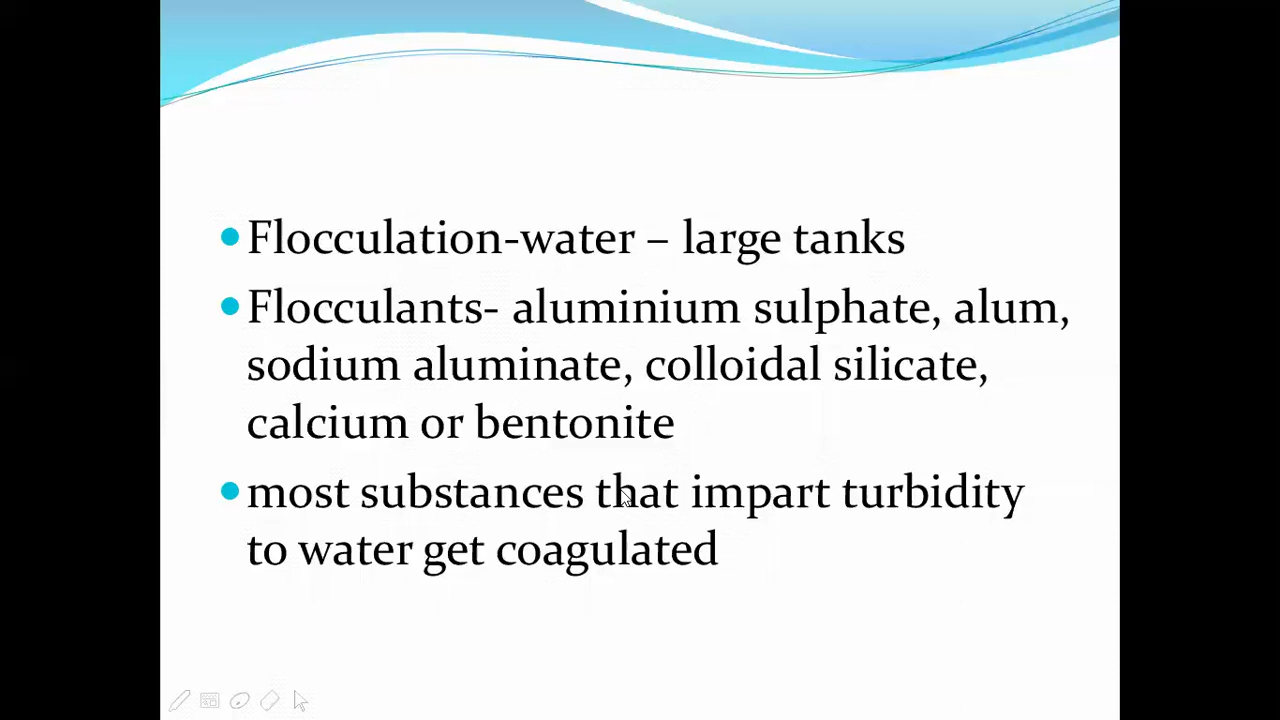 Flocculation-water – large tanks
Flocculants- aluminium sulphate, alum,
sodium aluminate, colloidal silicate,
calcium or bentonite
most substances that impart turbidity
to water get coagulated